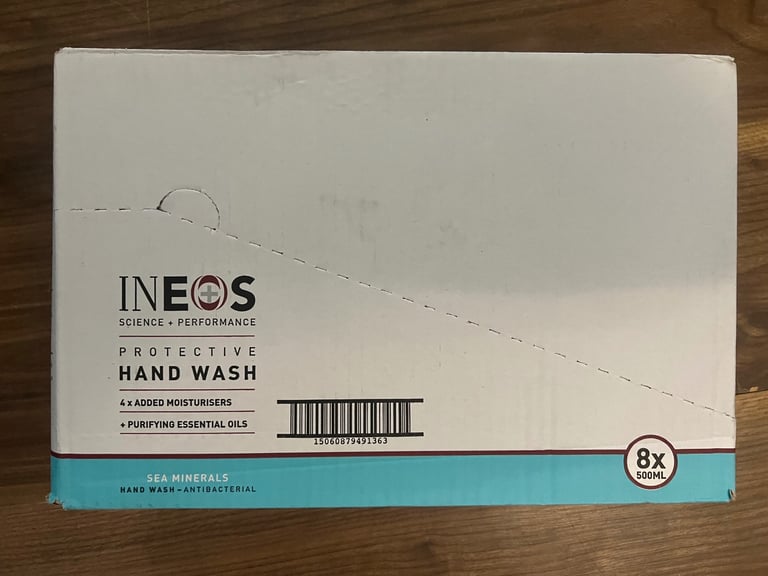 INEOS
SCIENCE + PERFORMANCE
PROTECTIVE
HAND WASH
4 x ADDED MOISTURISERS
+ PURIFYING ESSENTIAL OILS
15060879491363
SEA MINERALS
HAND WASH – ANTIBACTERIAL
8x
500ML